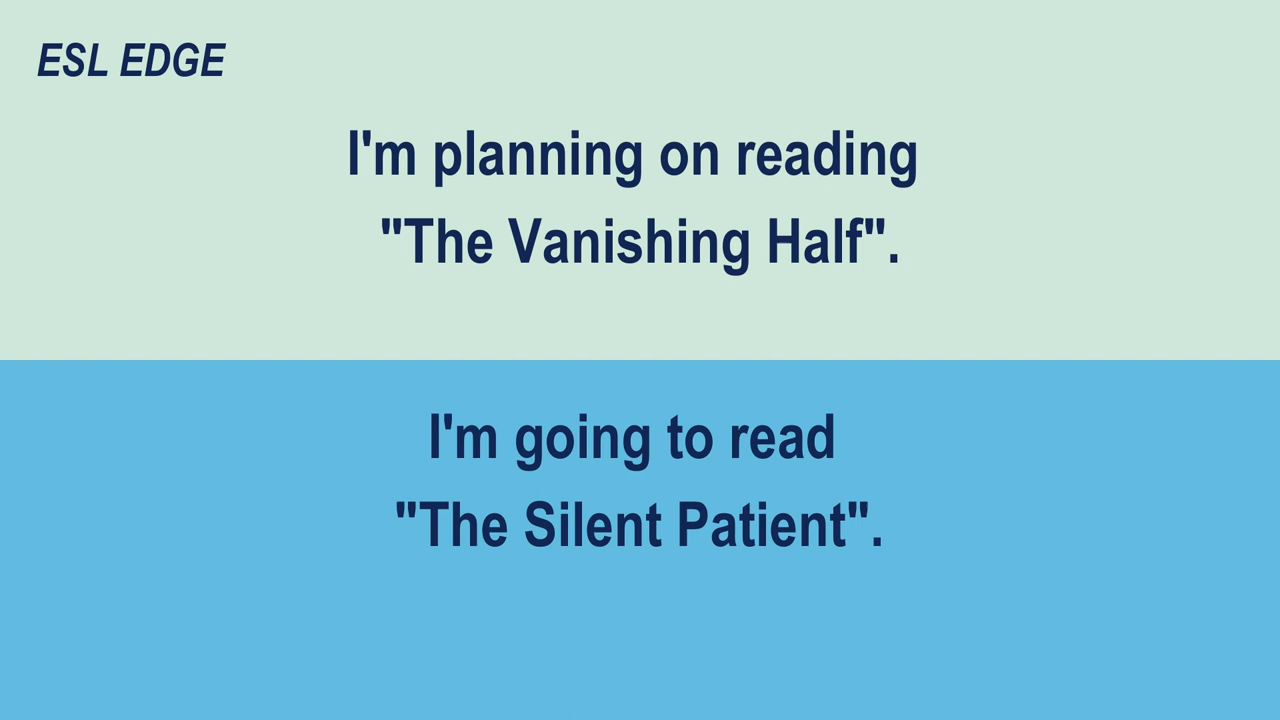 ESL EDGE
I'm planning on reading
"The Vanishing Half".
I'm going to read
"The Silent Patient".